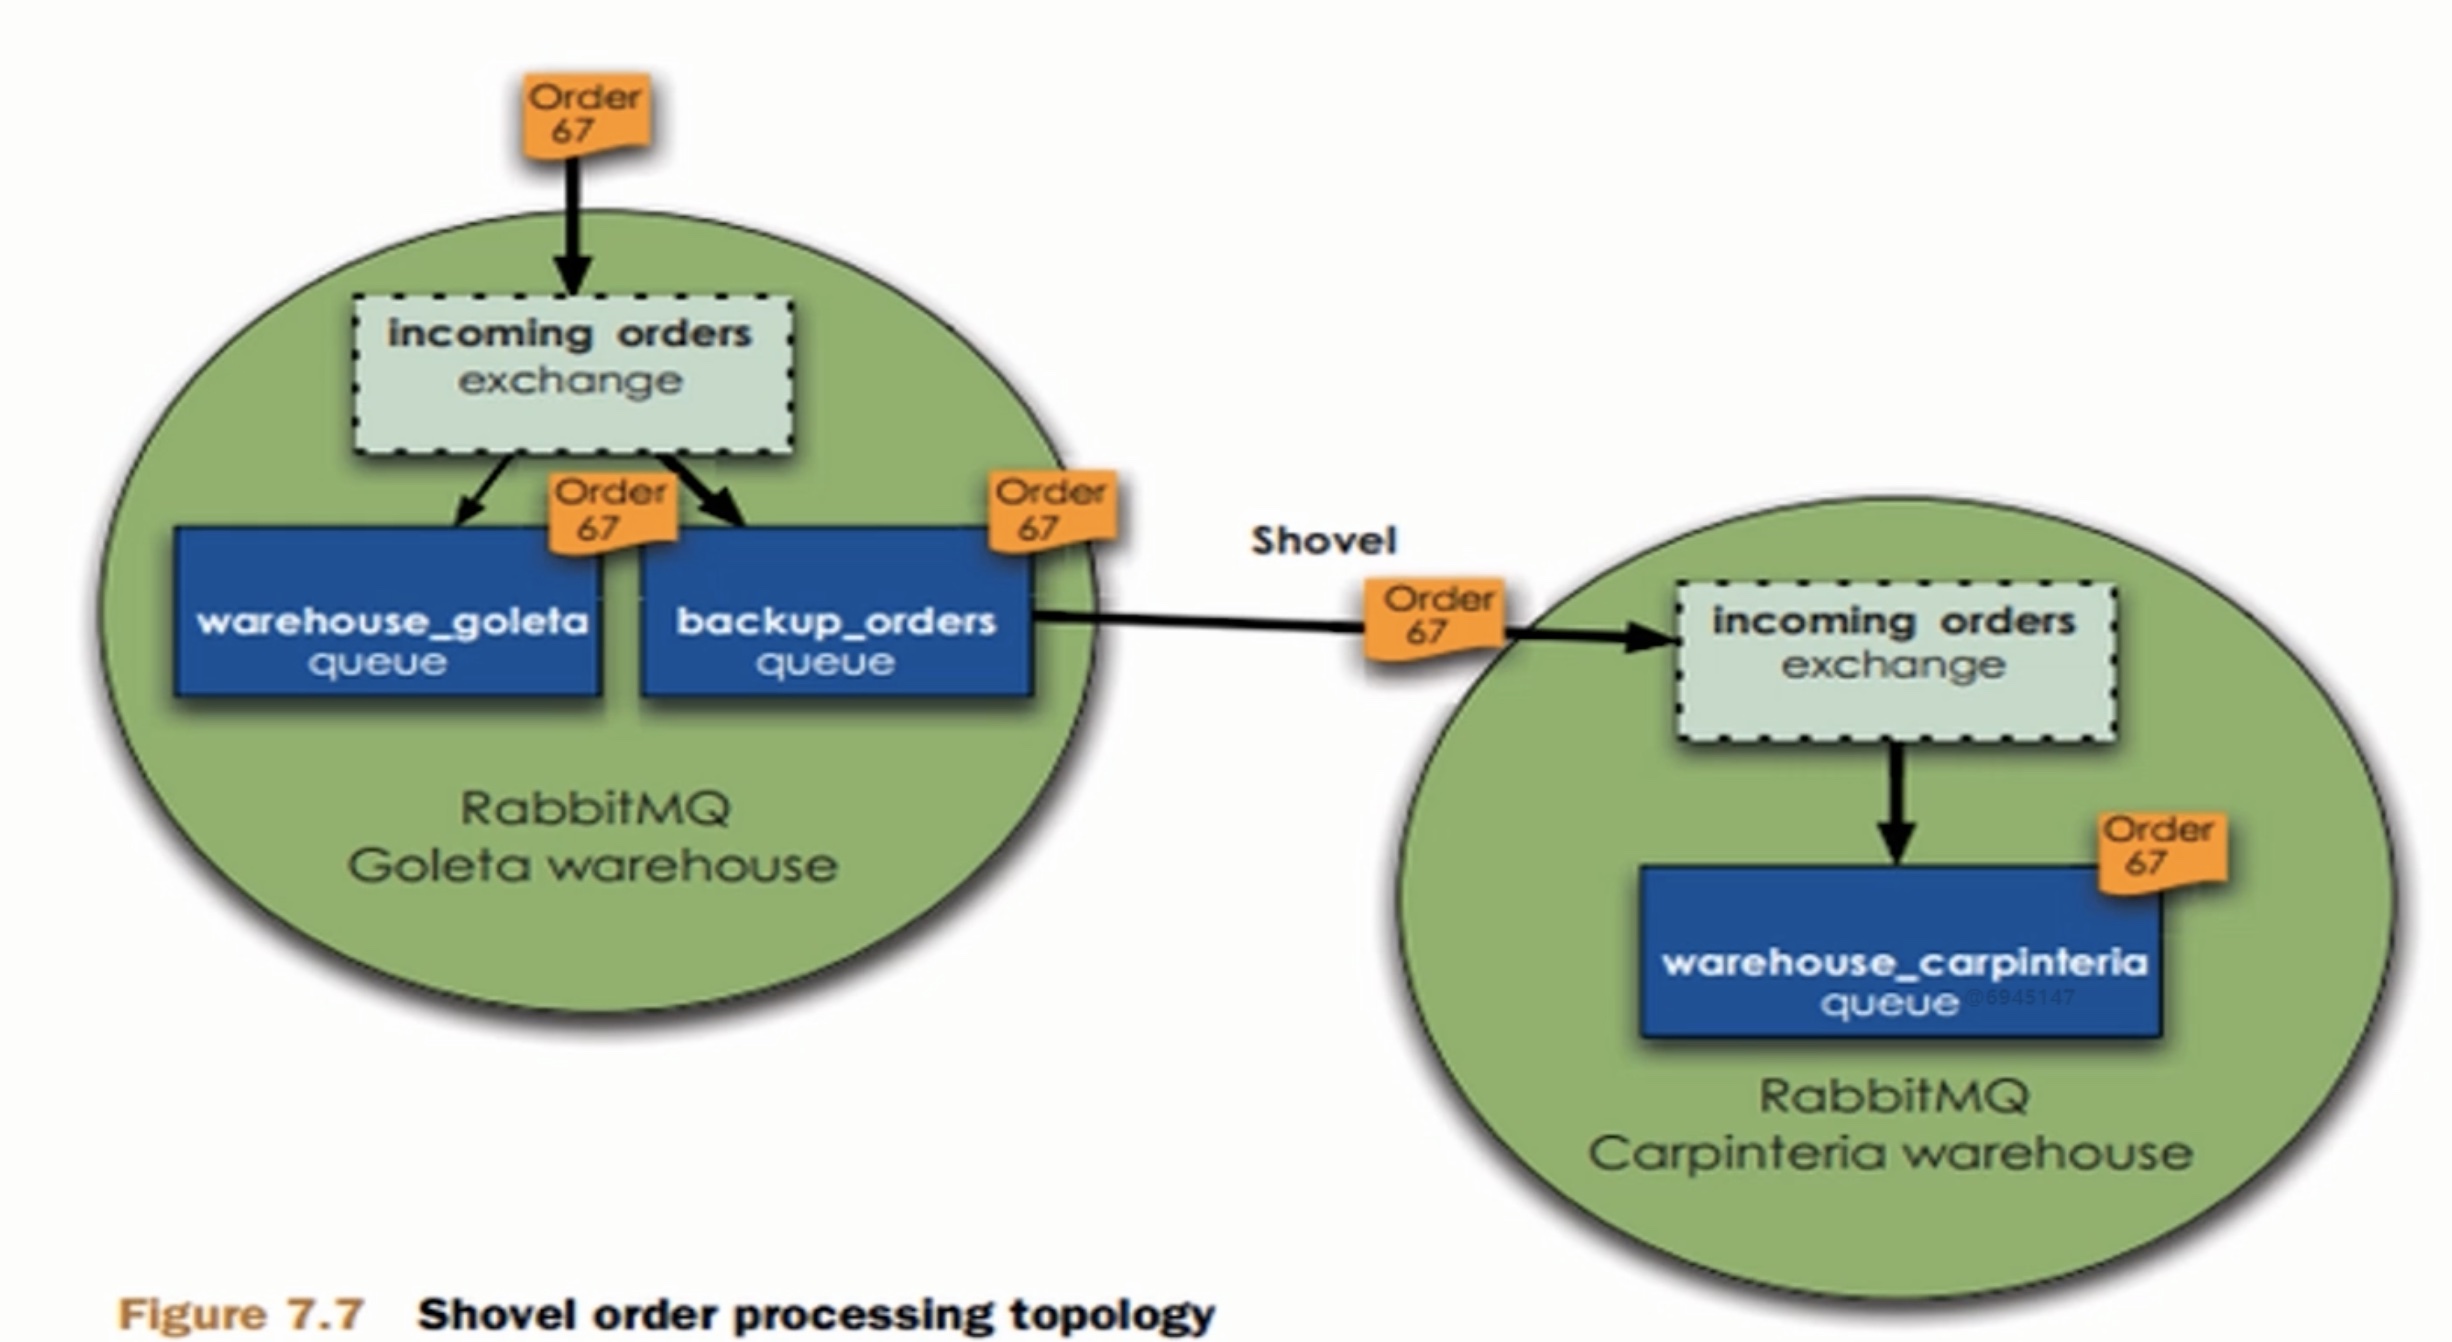 Order
67
incoming orders
exchange
Order
67
Order
67
warehouse_goleta
queue
backup_orders
queue
RabbitMQ
Goleta warehouse
Shovel
Order
67
incoming orders
exchange
Order
67
warehouse_carpinteria
queue
@6945147
RabbitMQ
Carpinteria warehouse
Figure 7.7 Shovel order processing topology